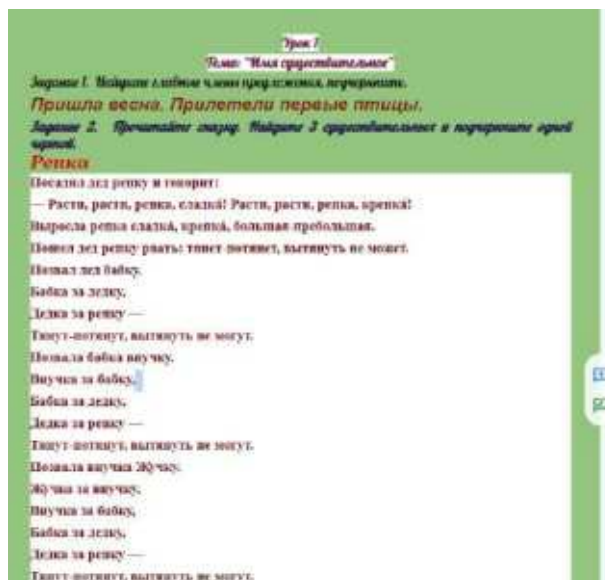 Урок 7
Тема: "Имя существительное"
Задание 1. Найдите главные члены предложения, подчеркните.
Пришла весна. Прилетели первые птицы.
Задание 2. Прочитайте сказку. Найдите 3 существительное и подчеркните одной
чертой.
Репка
Посадил дед репку и говорит:
— Расти, расти, репка, сладкá! Расти, расти, репка, крепкá!
Выросла репка сладкá, крепкá, большая-пребольшая.
Пошел дед репку рвать: тянет-потянет, вытянуть не может.
Позвал дед бабку.
Бабка за дедку,
Дедка за репку —
Тянут-потянут, вытянуть не могут.
Позвала бабка внучку.
Внучка за бабку,
Бабка за дедку,
Дедка за репку —
Тянут-потянут, вытянуть не могут.
Позвала внучка Жучку.
Жучка за внучку,
Внучка за бабку,
Бабка за дедку,
Дедка за репку —
Тянут-потянут, вытянуть не могут.